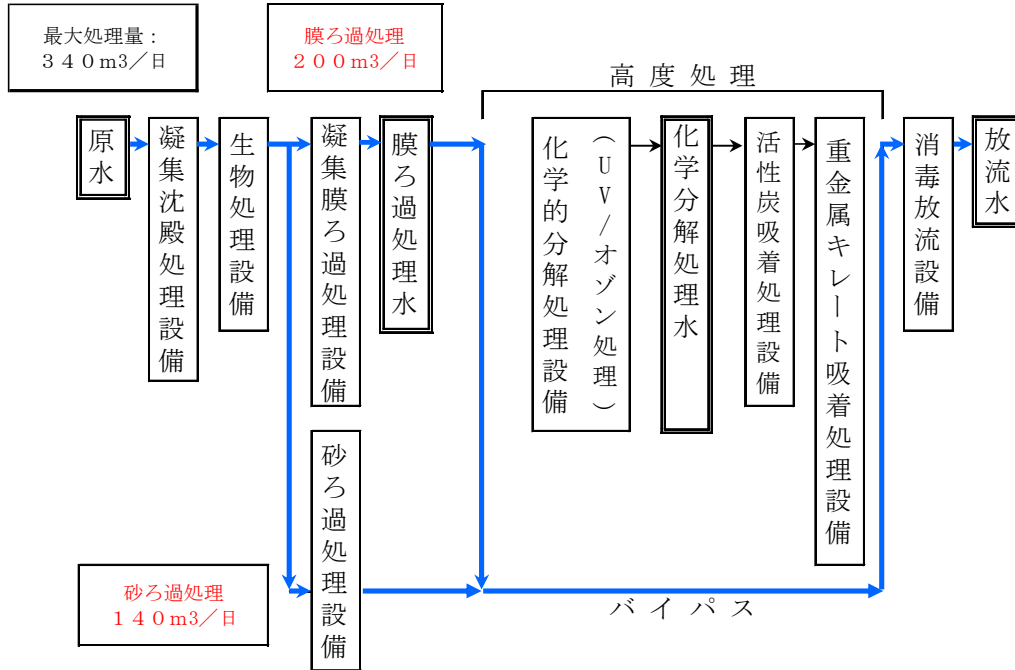 最大処理量：
３４０m3／日
膜ろ過処理
２００m3／日
高度処理
原水
凝集沈殿処理設備
生物処理設備
凝集膜ろ過処理設備
膜ろ過処理水
化学的分解処理設備
（UV/オゾン処理）
化学分解処理水
活性炭吸着処理設備
重金属キレート吸着処理設備
消毒放流設備
放流水
砂ろ過処理設備
砂ろ過処理
１４０m3／日
バイパス